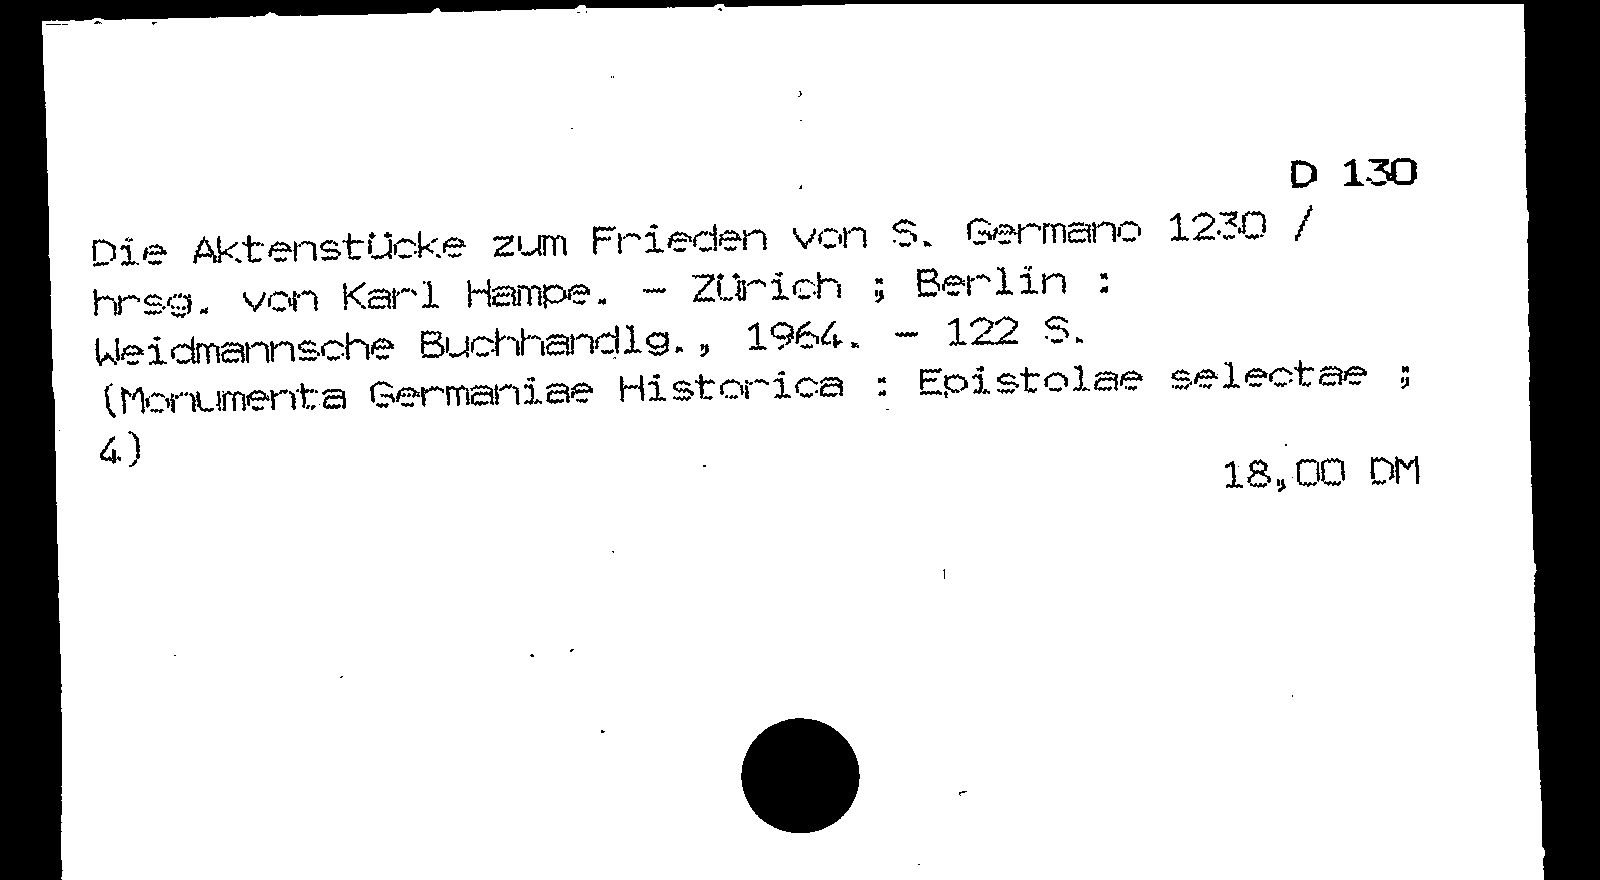 D 130
Die Aktenstücke zum Frieden von S. Germano 1230 /
hrsg. von Karl Hampe. - Zürich ; Berlin :
Weidmannsche Buchhandlg., 1964. - 122 S.
(Monumenta Germaniae Historica : Epistolae selectae ;
4)
18,00 DM